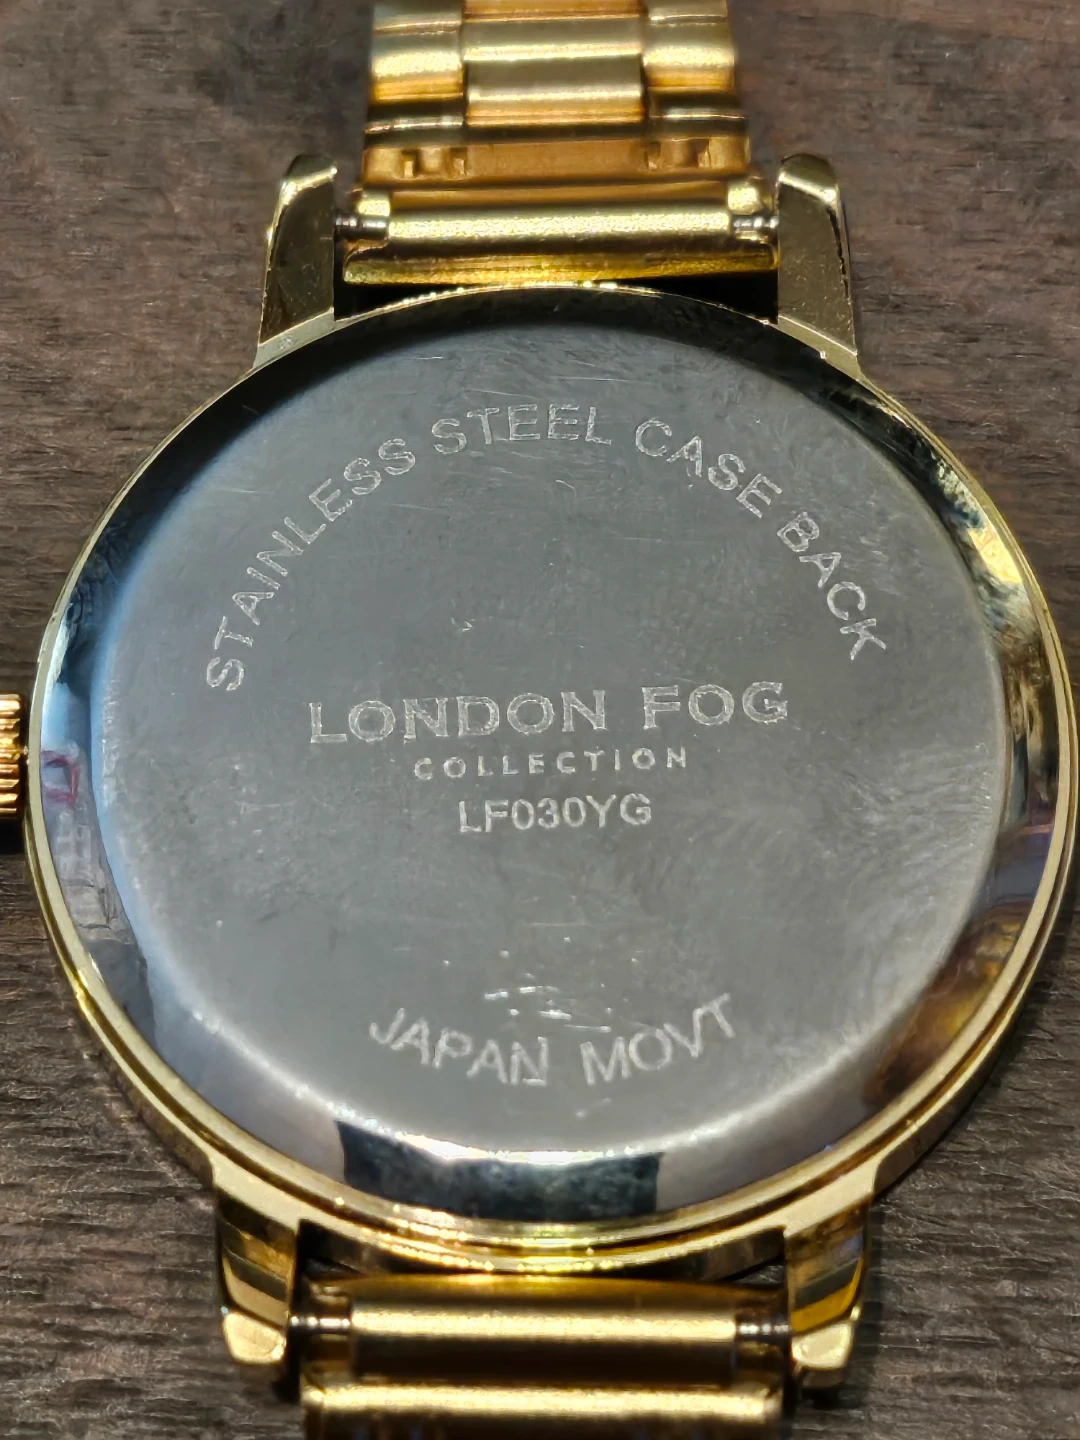 STAINLESS STEEL CASE BACK
LONDON FOG
COLLECTION
LF030YG
JAPAN MOVT